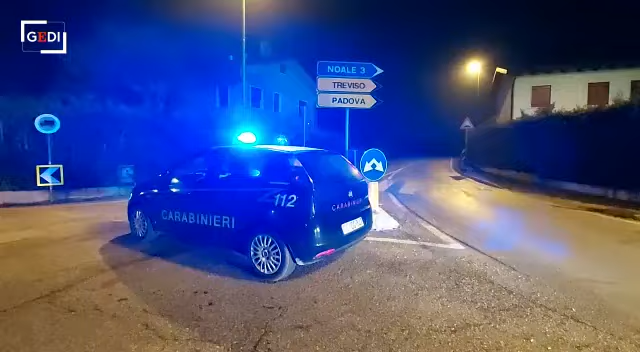 GEDI
NOALE 3
TREVISO
PADOVA
112
CARABINIERI
CARABINIERI